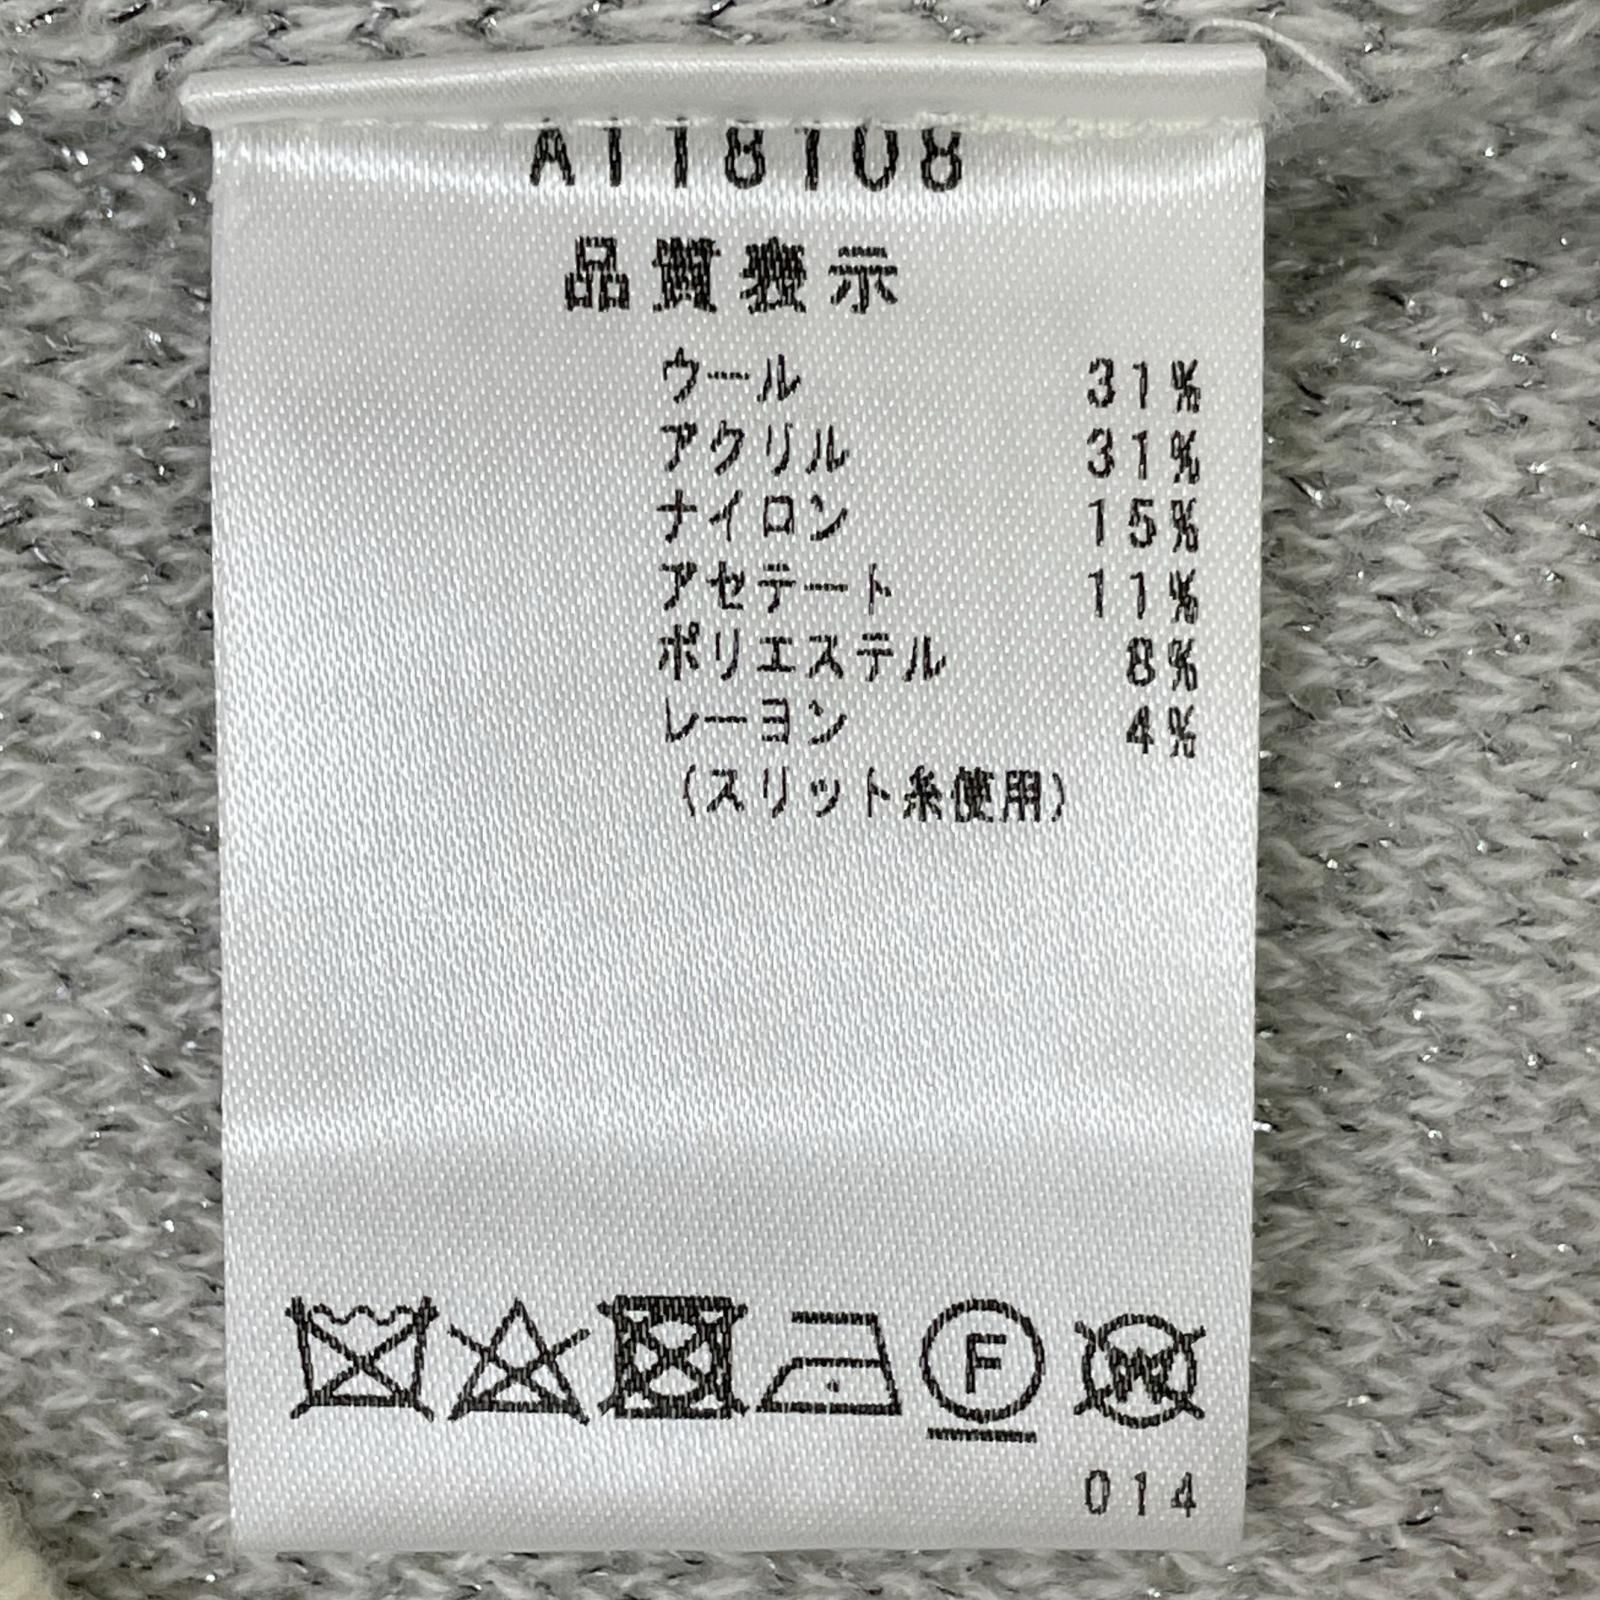 A118108
品質表示
ウール 31%
アクリル 31%
ナイロン 15%
アセテート 11%
ポリエステル 8%
レーヨン 4%
(スリット糸使用)
F W
014